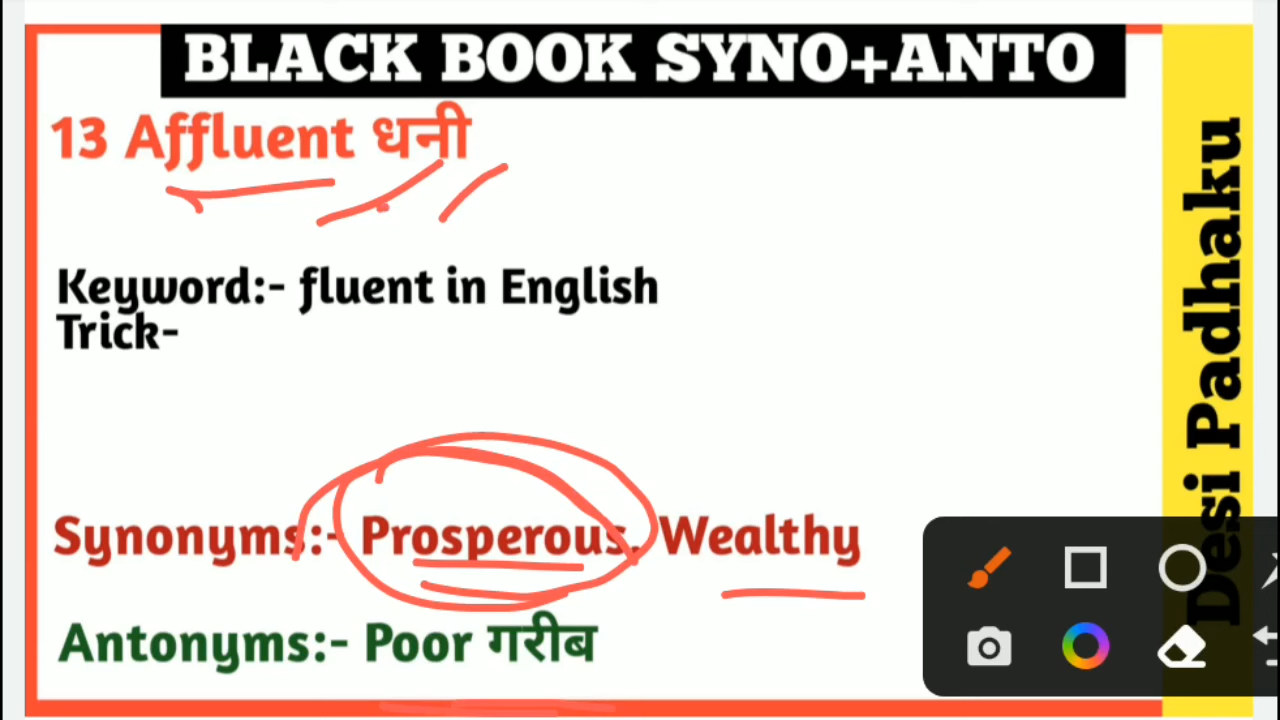 BLACK BOOK SYNO+ANTO
13 Affluent धनी
Keyword:- fluent in English
Trick-
Synonyms:- Prosperous, Wealthy
Antonyms:- Poor गरीब
Desi Padhaku